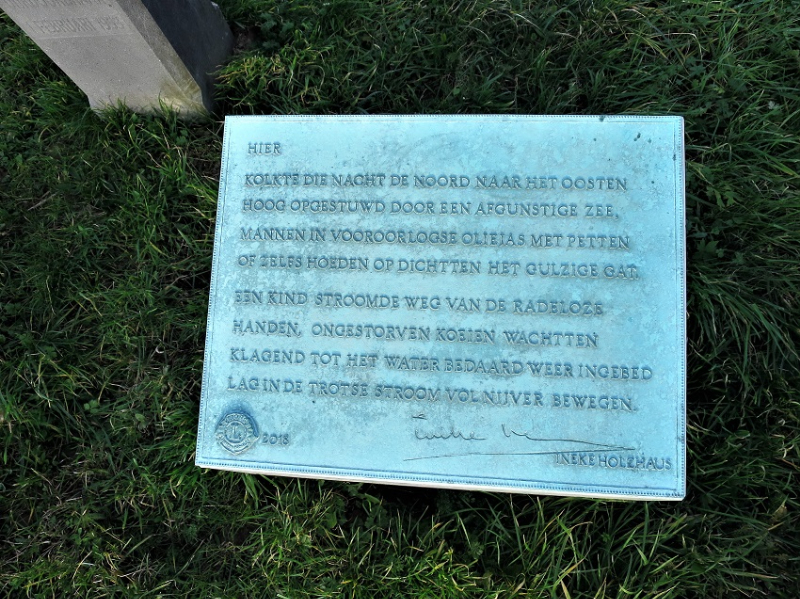 FEBRUARI 1995
HIER
KOLKTE DIE NACHT DE NOORD NAAR HET OOSTEN
HOOG OPGESTUWD DOOR EEN AFGUNSTIGE ZEE,
MANNEN IN VOOROORLOGSE OLIEJAS MET PETTEN
OF ZELFS HOEDEN OP DICHTTEN HET GULZIGE GAT.
EEN KIND STROOMDE WEG VAN DE RADELOZE
HANDEN, ONGESTORVEN KOEIEN WACHTTEN
KLAGEND TOT HET WATER BEDAARD WEER INGEBED
LAG IN DE TROTSE STROOM VOL NIJVER BEWEGEN.
2018
INEKE HOLZHAUS